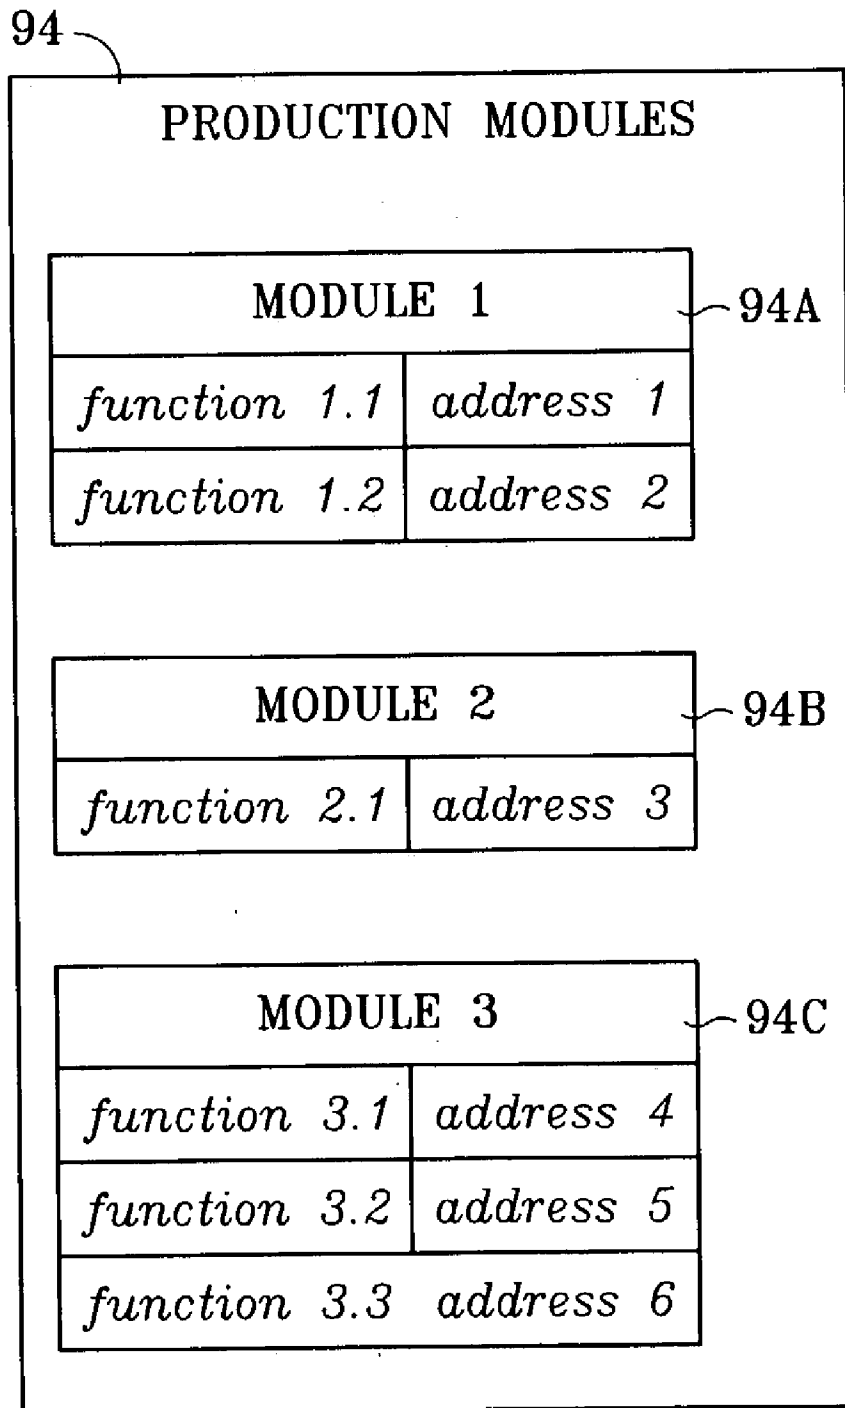 94
PRODUCTION MODULES
MODULE 1
94A
function 1.1 address 1
function 1.2 address 2
MODULE 2
94B
function 2.1 address 3
MODULE 3
94C
function 3.1 address 4
function 3.2 address 5
function 3.3 address 6